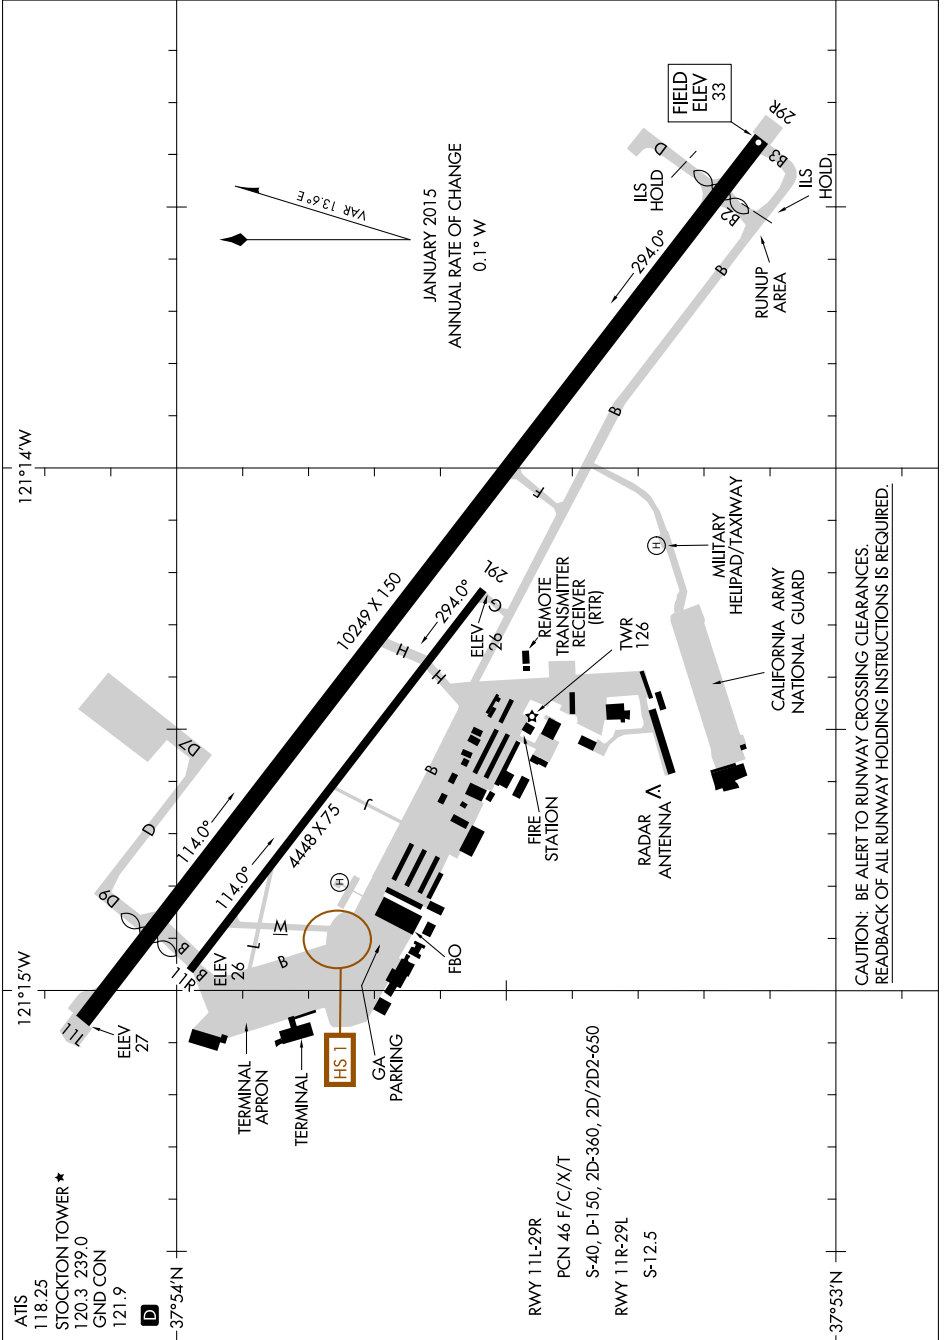 ATIS
118.25
STOCKTON TOWER ★
120.3 239.0
GND CON
121.9
D
37°54'N
37°53'N
121°15'W
121°14'W
VAR 13.6°E
JANUARY 2015
ANNUAL RATE OF CHANGE
0.1° W
FIELD
ELEV
33
29R
B3
D
ILS
HOLD
B2
ILS
HOLD
RUNUP
AREA
B
294.0°
B
F
10249 X 150
29L
G
ELEV
26
294.0°
H
H
D7
D
D9
114.0°
114.0°
4448 X 75
J
B
H
M
L
B
B
B
11R
ELEV
26
11L
ELEV
27
TERMINAL
APRON
TERMINAL
HS 1
GA
PARKING
FBO
FIRE
STATION
REMOTE
TRANSMITTER
RECEIVER
(RTR)
TWR
126
RADAR
ANTENNA
H
MILITARY
HELIPAD/TAXIWAY
CALIFORNIA ARMY
NATIONAL GUARD
RWY 11L-29R
PCN 46 F/C/X/T
S-40, D-150, 2D-360, 2D/2D2-650
RWY 11R-29L
S-12.5
CAUTION: BE ALERT TO RUNWAY CROSSING CLEARANCES.
READBACK OF ALL RUNWAY HOLDING INSTRUCTIONS IS REQUIRED.